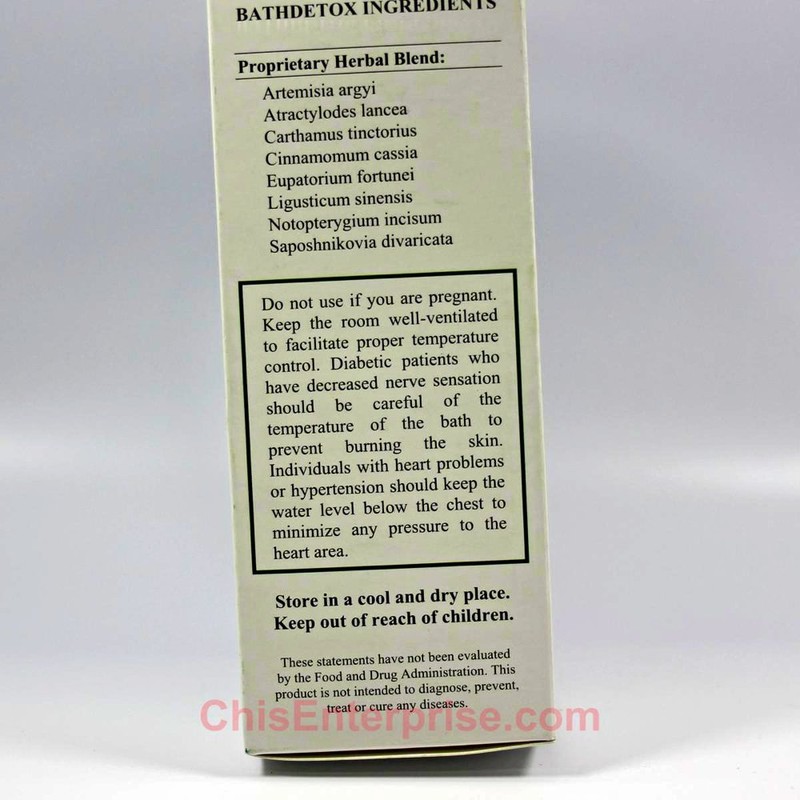 BATHDETOX INGREDIENTS
Proprietary Herbal Blend:
Artemisia argyi
Atractylodes lancea
Carthamus tinctorius
Cinnamomum cassia
Eupatorium fortunei
Ligusticum sinensis
Notopterygium incisum
Saposhnikovia divaricata
Do not use if you are pregnant.
Keep the room well-ventilated
to facilitate proper temperature
control. Diabetic patients who
have decreased nerve sensation
should be careful of the
temperature of the bath to
prevent burning the skin.
Individuals with heart problems
or hypertension should keep the
water level below the chest to
minimize any pressure to the
heart area.
Store in a cool and dry place.
Keep out of reach of children.
These statements have not been evaluated
by the Food and Drug Administration. This
product is not intended to diagnose, prevent,
treat or cure any diseases.
ChisEnterprise.com